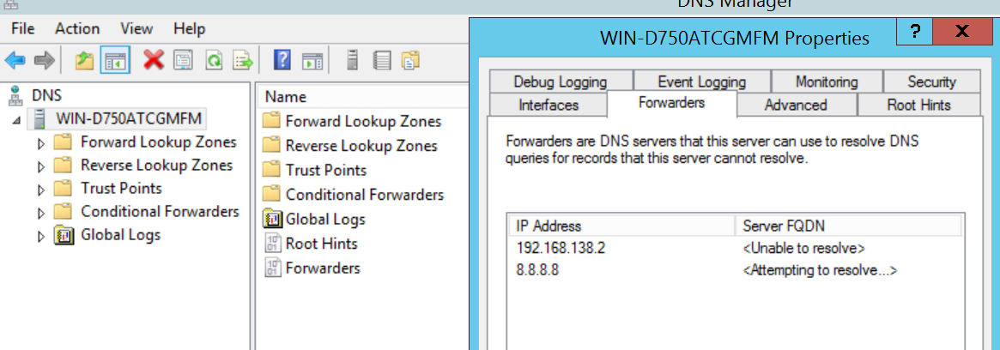 DNS Manager
File Action View Help
DNS
WIN-D750ATCGMFM
Forward Lookup Zones
Reverse Lookup Zones
Trust Points
Conditional Forwarders
Global Logs
Name
Forward Lookup Zones
Reverse Lookup Zones
Trust Points
Conditional Forwarders
Global Logs
Root Hints
Forwarders
WIN-D750ATCGMFM Properties
? X
Debug Logging Event Logging Monitoring Security
Interfaces Forwarders Advanced Root Hints
Forwarders are DNS servers that this server can use to resolve DNS
queries for records that this server cannot resolve.
IP Address Server FQDN
192.168.138.2 <Unable to resolve>
8.8.8.8 <Attempting to resolve...>